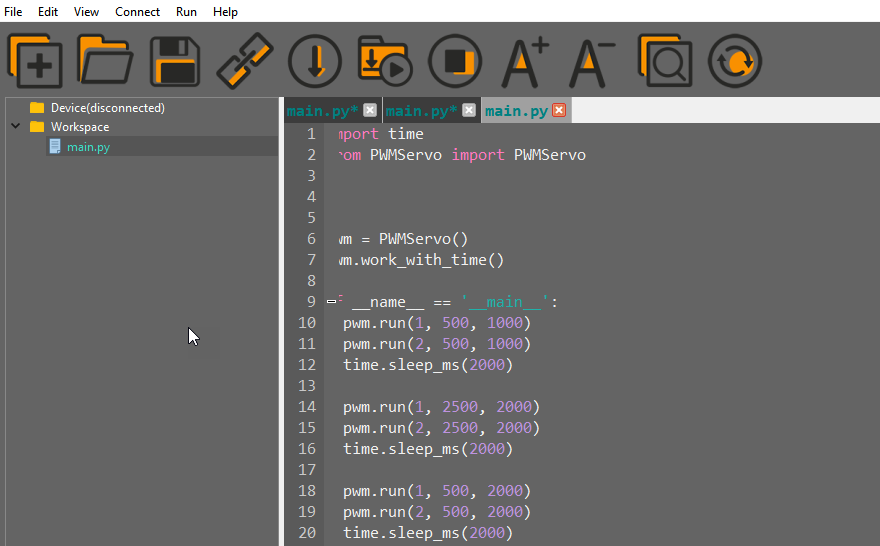 File Edit View Connect Run Help
Device(disconnected)
Workspace
main.py
main.py* main.py* main.py
1 mport time
2 rom PWMServo import PWMServo
3
4
5
6 wm = PWMServo()
7 wm.work_with_time()
8
9 f __name__ == '__main__':
10 pwm.run(1, 500, 1000)
11 pwm.run(2, 500, 1000)
12 time.sleep_ms(2000)
13
14 pwm.run(1, 2500, 2000)
15 pwm.run(2, 2500, 2000)
16 time.sleep_ms(2000)
17
18 pwm.run(1, 500, 2000)
19 pwm.run(2, 500, 2000)
20 time.sleep_ms(2000)